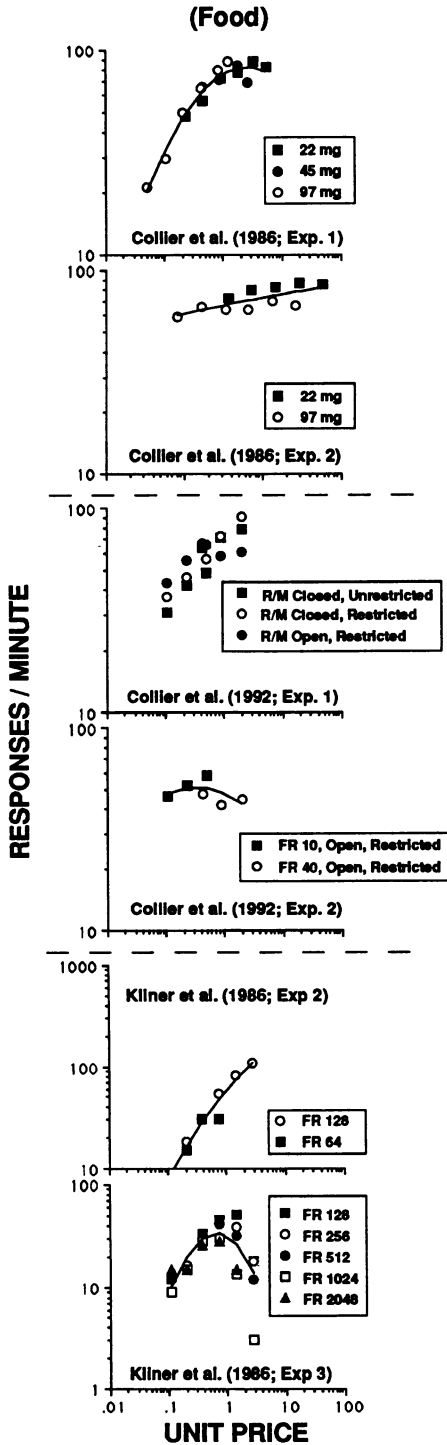 (Food)
100
22 mg
45 mg
97 mg
10
Collier et al. (1986; Exp. 1)
100
22 mg
97 mg
Collier et al. (1986; Exp. 2)
10
100
R/M Closed, Unrestricted
R/M Closed, Restricted
R/M Open, Restricted
Collier et al. (1992; Exp. 1)
10
100
FR 10, Open, Restricted
FR 40, Open, Restricted
Collier et al. (1992; Exp. 2)
10
RESPONSES / MINUTE
1000
Kliner et al. (1986; Exp 2)
100
FR 128
FR 64
10
100
FR 128
FR 256
FR 512
FR 1024
FR 2048
10
Kliner et al. (1986; Exp 3)
1
.01 .1 1 10 100
UNIT PRICE